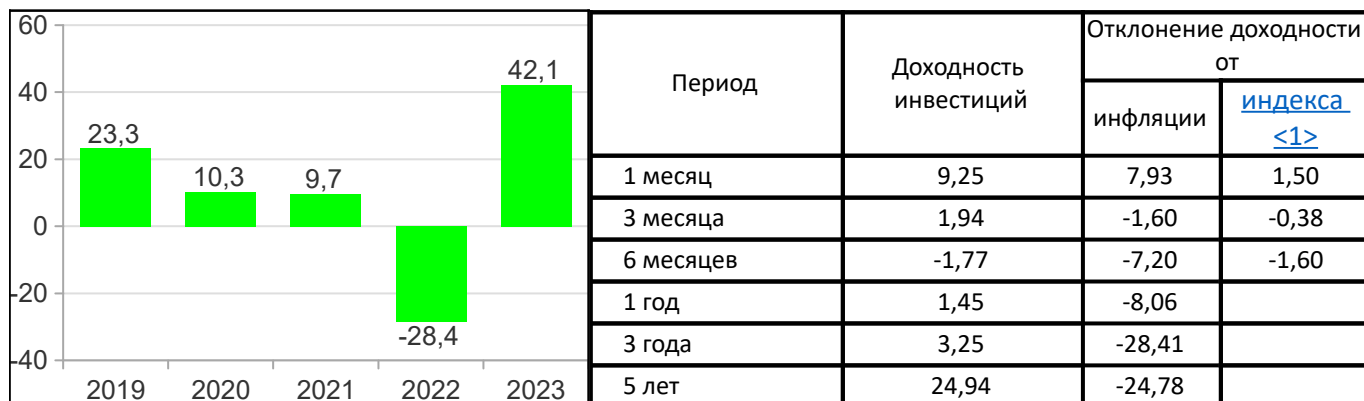 60
40
20
0
-20
-40
23,3
10,3
9,7
-28,4
42,1
2019 2020 2021 2022 2023
Период
Доходность
инвестиций
Отклонение доходности
от
инфляции
индекса
<1>
1 месяц 9,25 7,93 1,50
3 месяца 1,94 -1,60 -0,38
6 месяцев -1,77 -7,20 -1,60
1 год 1,45 -8,06
3 года 3,25 -28,41
5 лет 24,94 -24,78